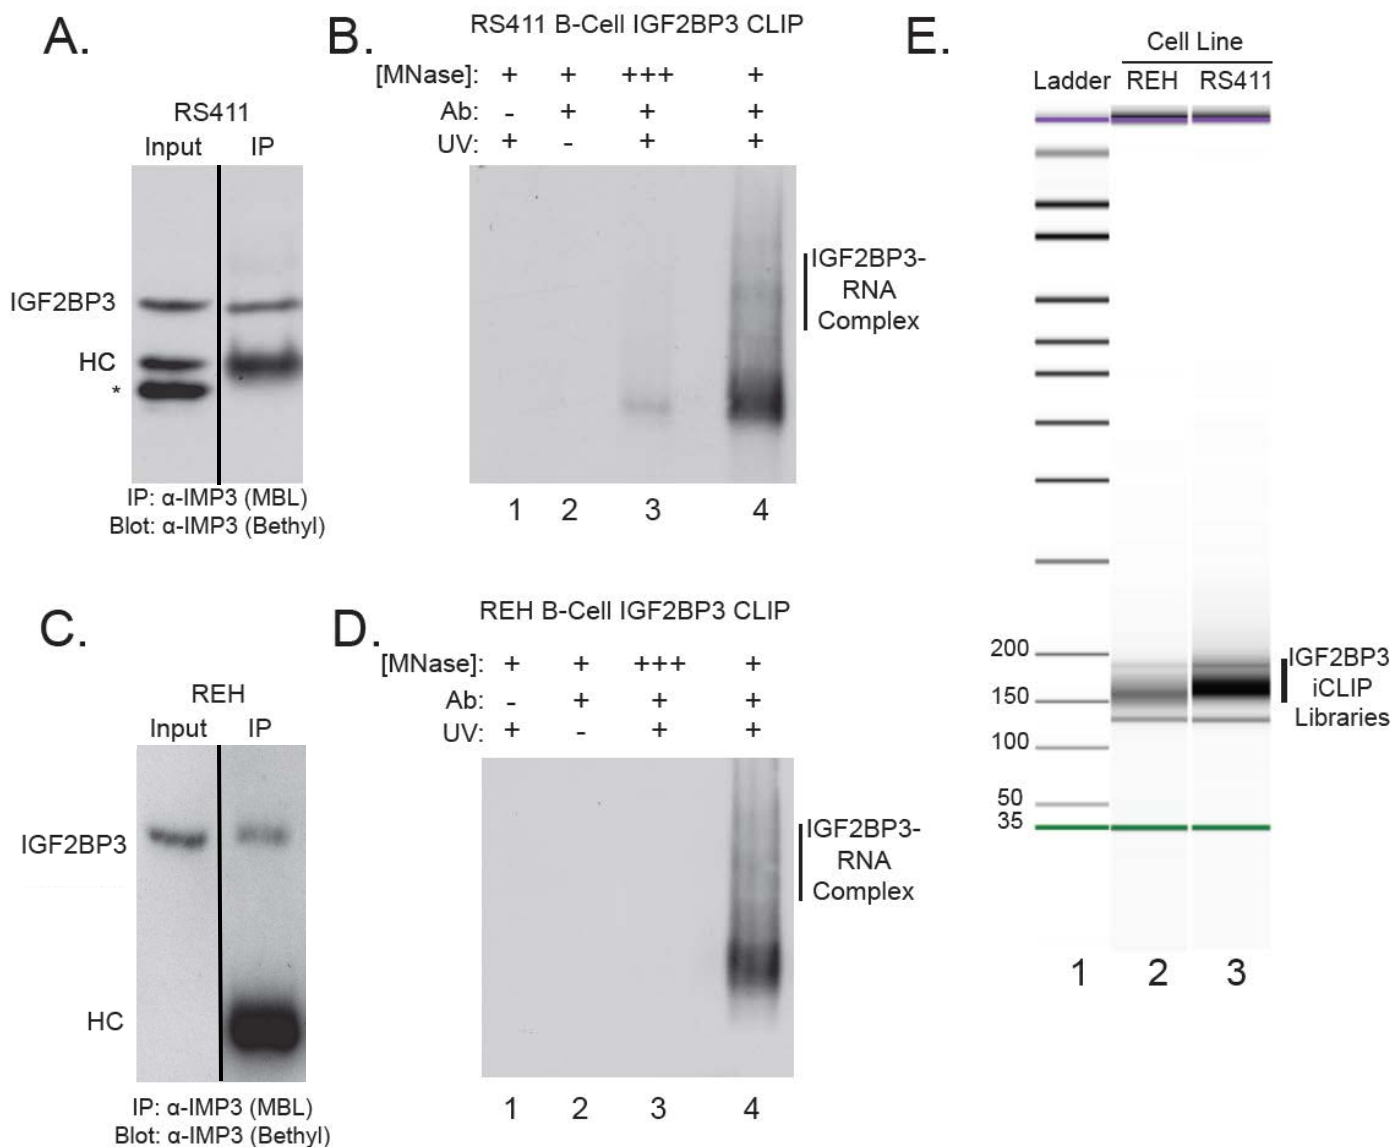 A.
RS411
Input IP
IGF2BP3
HC
*
IP: α-IMP3 (MBL)
Blot: α-IMP3 (Bethyl)
B.
RS411 B-Cell IGF2BP3 CLIP
[MNase]: + + +++ +
Ab: - + + +
UV: + - + +
IGF2BP3-
RNA
Complex
1 2 3 4
C.
REH
Input IP
IGF2BP3
HC
IP: α-IMP3 (MBL)
Blot: α-IMP3 (Bethyl)
D.
REH B-Cell IGF2BP3 CLIP
[MNase]: + + +++ +
Ab: - + + +
UV: + - + +
IGF2BP3-
RNA
Complex
1 2 3 4
E.
Cell Line
Ladder REH RS411
200
150
100
50
35
IGF2BP3
iCLIP
Libraries
1 2 3